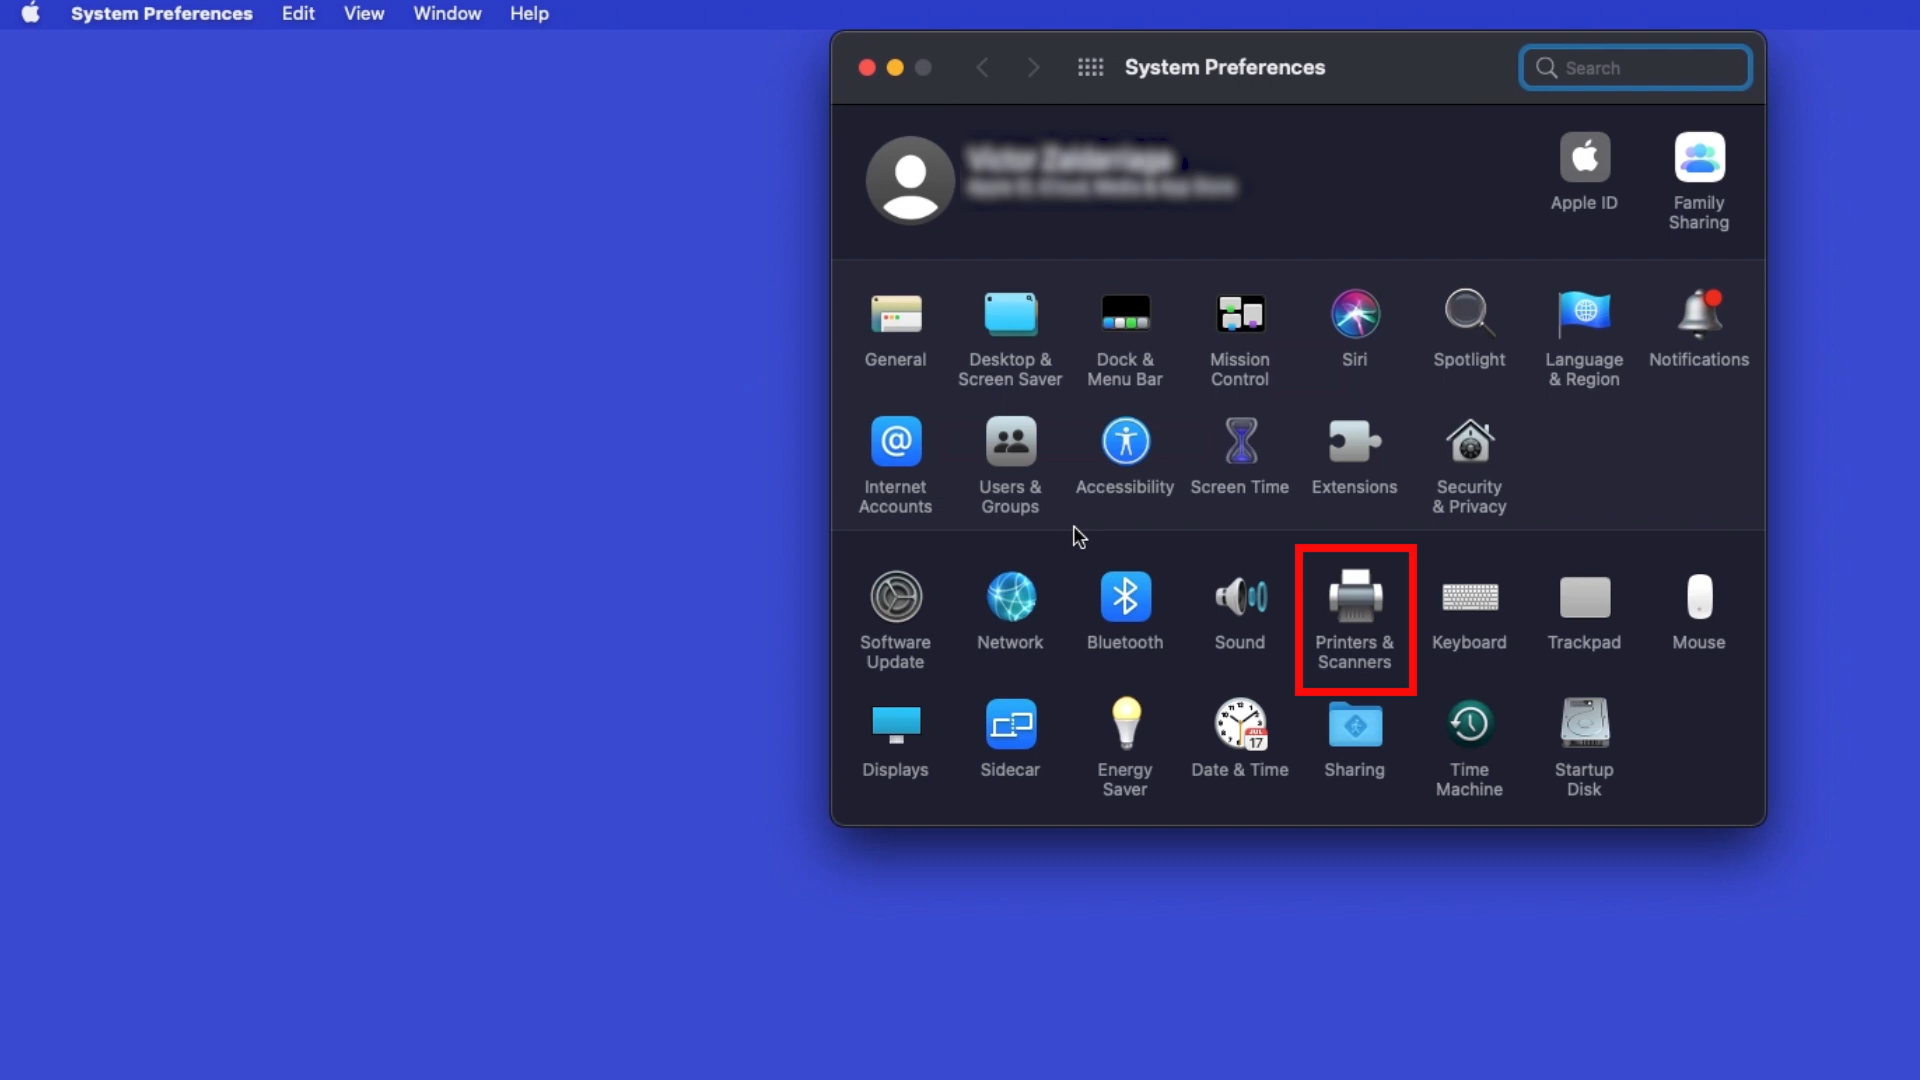 System Preferences Edit View Window Help
System Preferences
Search
Apple ID
Family
Sharing
General
Desktop &
Screen Saver
Dock &
Menu Bar
Mission
Control
Siri
Spotlight
Language
& Region
Notifications
Internet
Accounts
Users &
Groups
Accessibility
Screen Time
Extensions
Security
& Privacy
Software
Update
Network
Bluetooth
Sound
Printers &
Scanners
Keyboard
Trackpad
Mouse
Displays
Sidecar
Energy
Saver
JUL
17
Date & Time
Sharing
Time
Machine
Startup
Disk